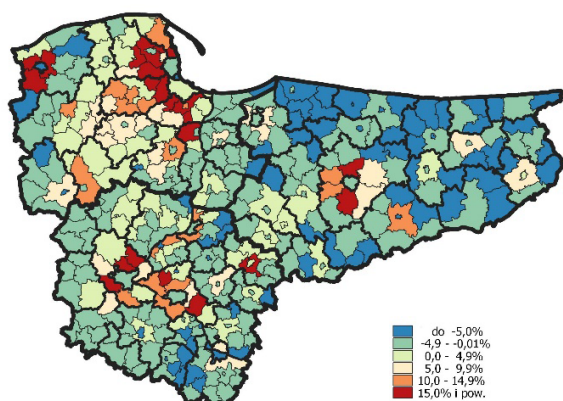 do -5,0%
-4,9 - -0,01%
0,0 - 4,9%
5,0 - 9,9%
10,0 - 14,9%
15,0% i pow.